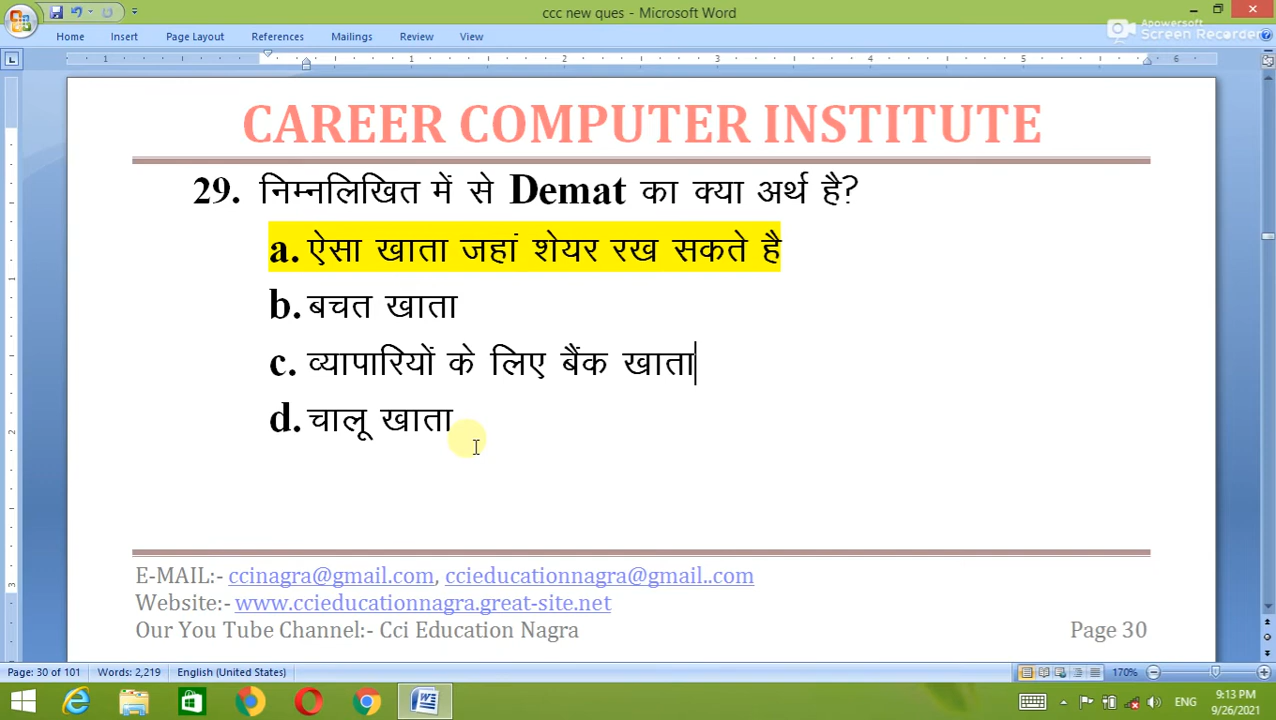 ccc new ques - Microsoft Word
Apowersoft
Screen Recorder
Home Insert Page Layout References Mailings Review View
CAREER COMPUTER INSTITUTE
29. निम्नलिखित में से Demat का क्या अर्थ है?
a. ऐसा खाता जहां शेयर रख सकते है
b. बचत खाता
c. व्यापारियों के लिए बैंक खाता
d. चालू खाता
E-MAIL:- ccinagra@gmail.com, ccieducationnagra@gmail..com
Website:- www.ccieducationnagra.great-site.net
Our You Tube Channel:- Cci Education Nagra Page 30
Page: 30 of 101 Words: 2,219 English (United States) 170%
ENG 9:13 PM
9/26/2021